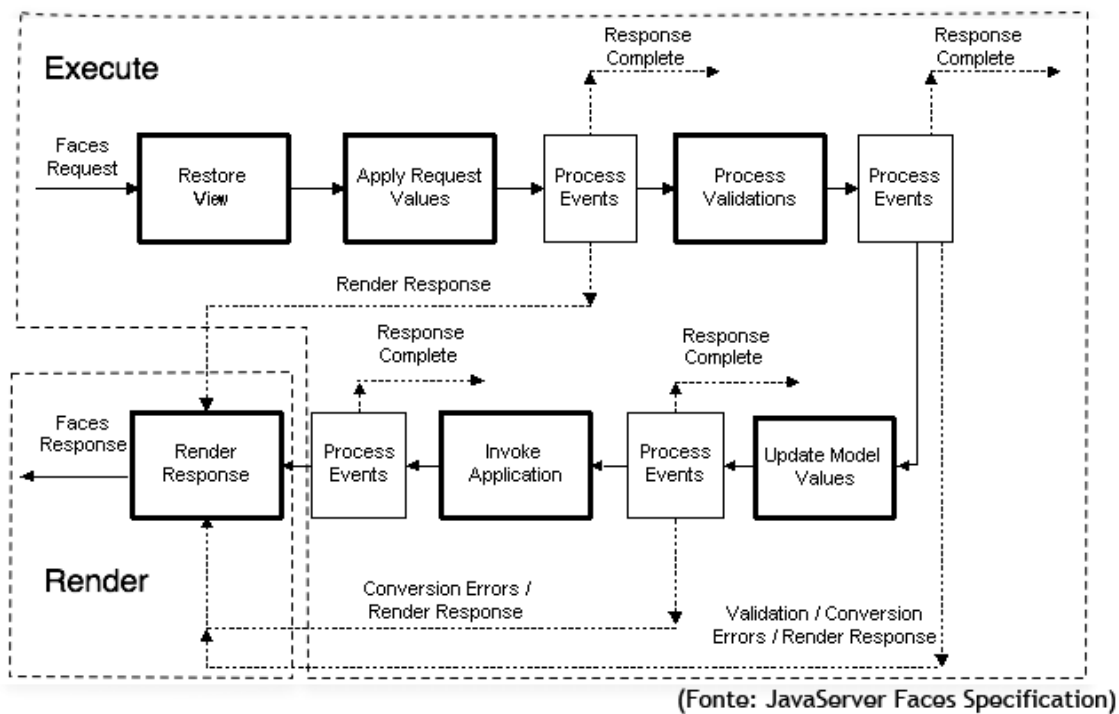 Response
Complete
Response
Complete
Execute
Faces
Request
Restore
View
Apply Request
Values
Process
Events
Process
Validations
Process
Events
Render Response
Response
Complete
Response
Complete
Faces
Response
Render
Response
Process
Events
Invoke
Application
Process
Events
Update Model
Values
Render
Conversion Errors /
Render Response
Validation / Conversion
Errors / Render Response
(Fonte: JavaServer Faces Specification)